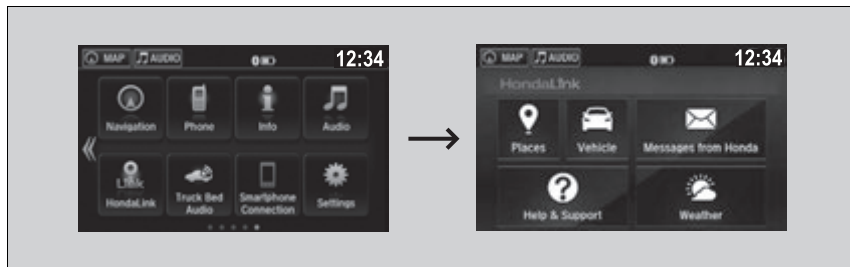 MAP AUDIO 12:34
Navigation Phone Info Audio
Link
HondaLink Truck Bed Audio Smartphone Connection Settings
MAP AUDIO 12:34
HondaLink
Places Vehicle Messages from Honda
Help & Support Weather